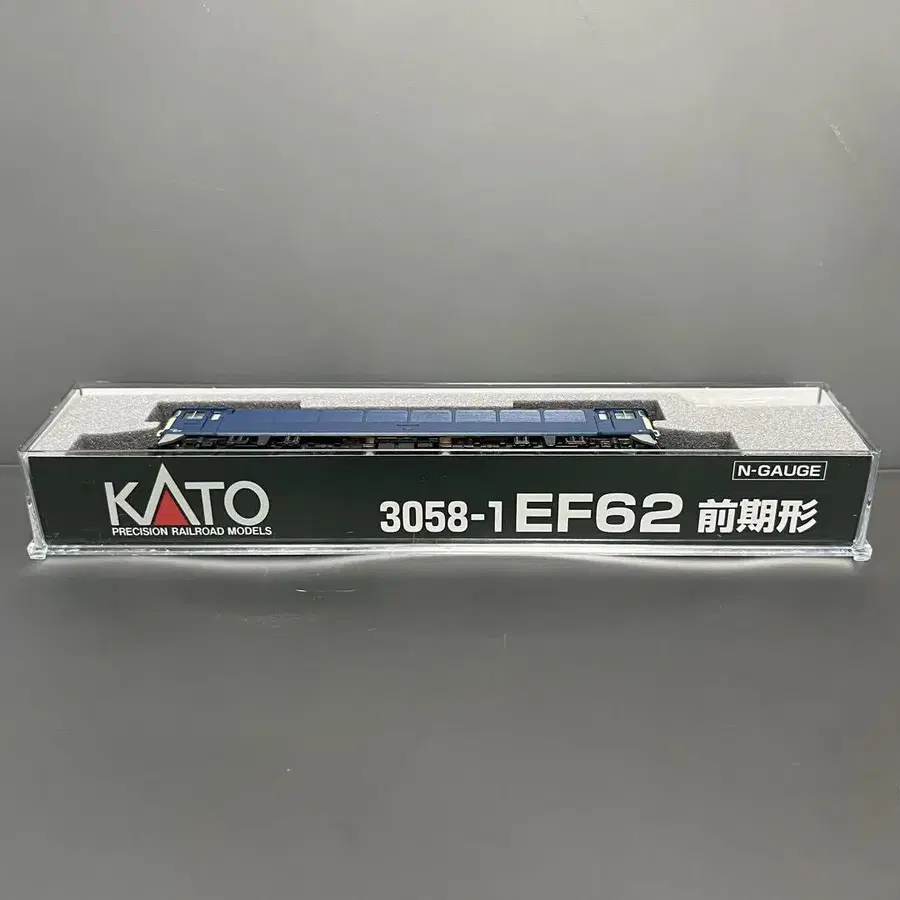 N-GAUGE
KATO
PRECISION RAILROAD MODELS
3058-1 EF62 前期形